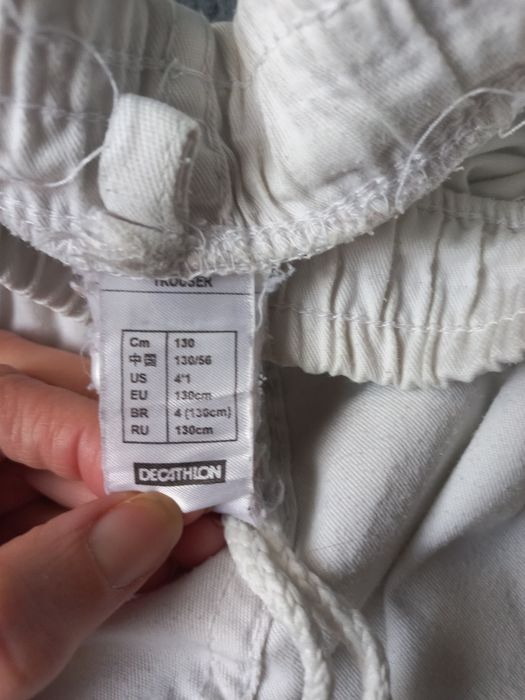 TROUSER
Cm 130
中国 130/56
US 4'1
EU 130cm
BR 4 (130cm)
RU 130cm
DECATHLON